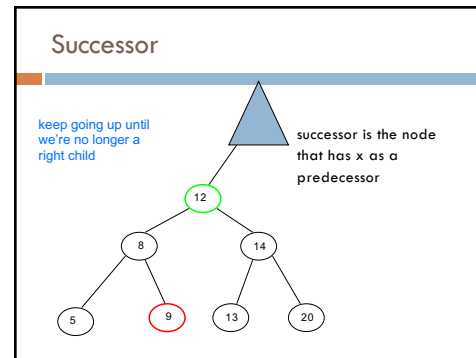 Successor
keep going up until
we're no longer a
right child
successor is the node
that has x as a
predecessor
12
8
14
5
9
13
20